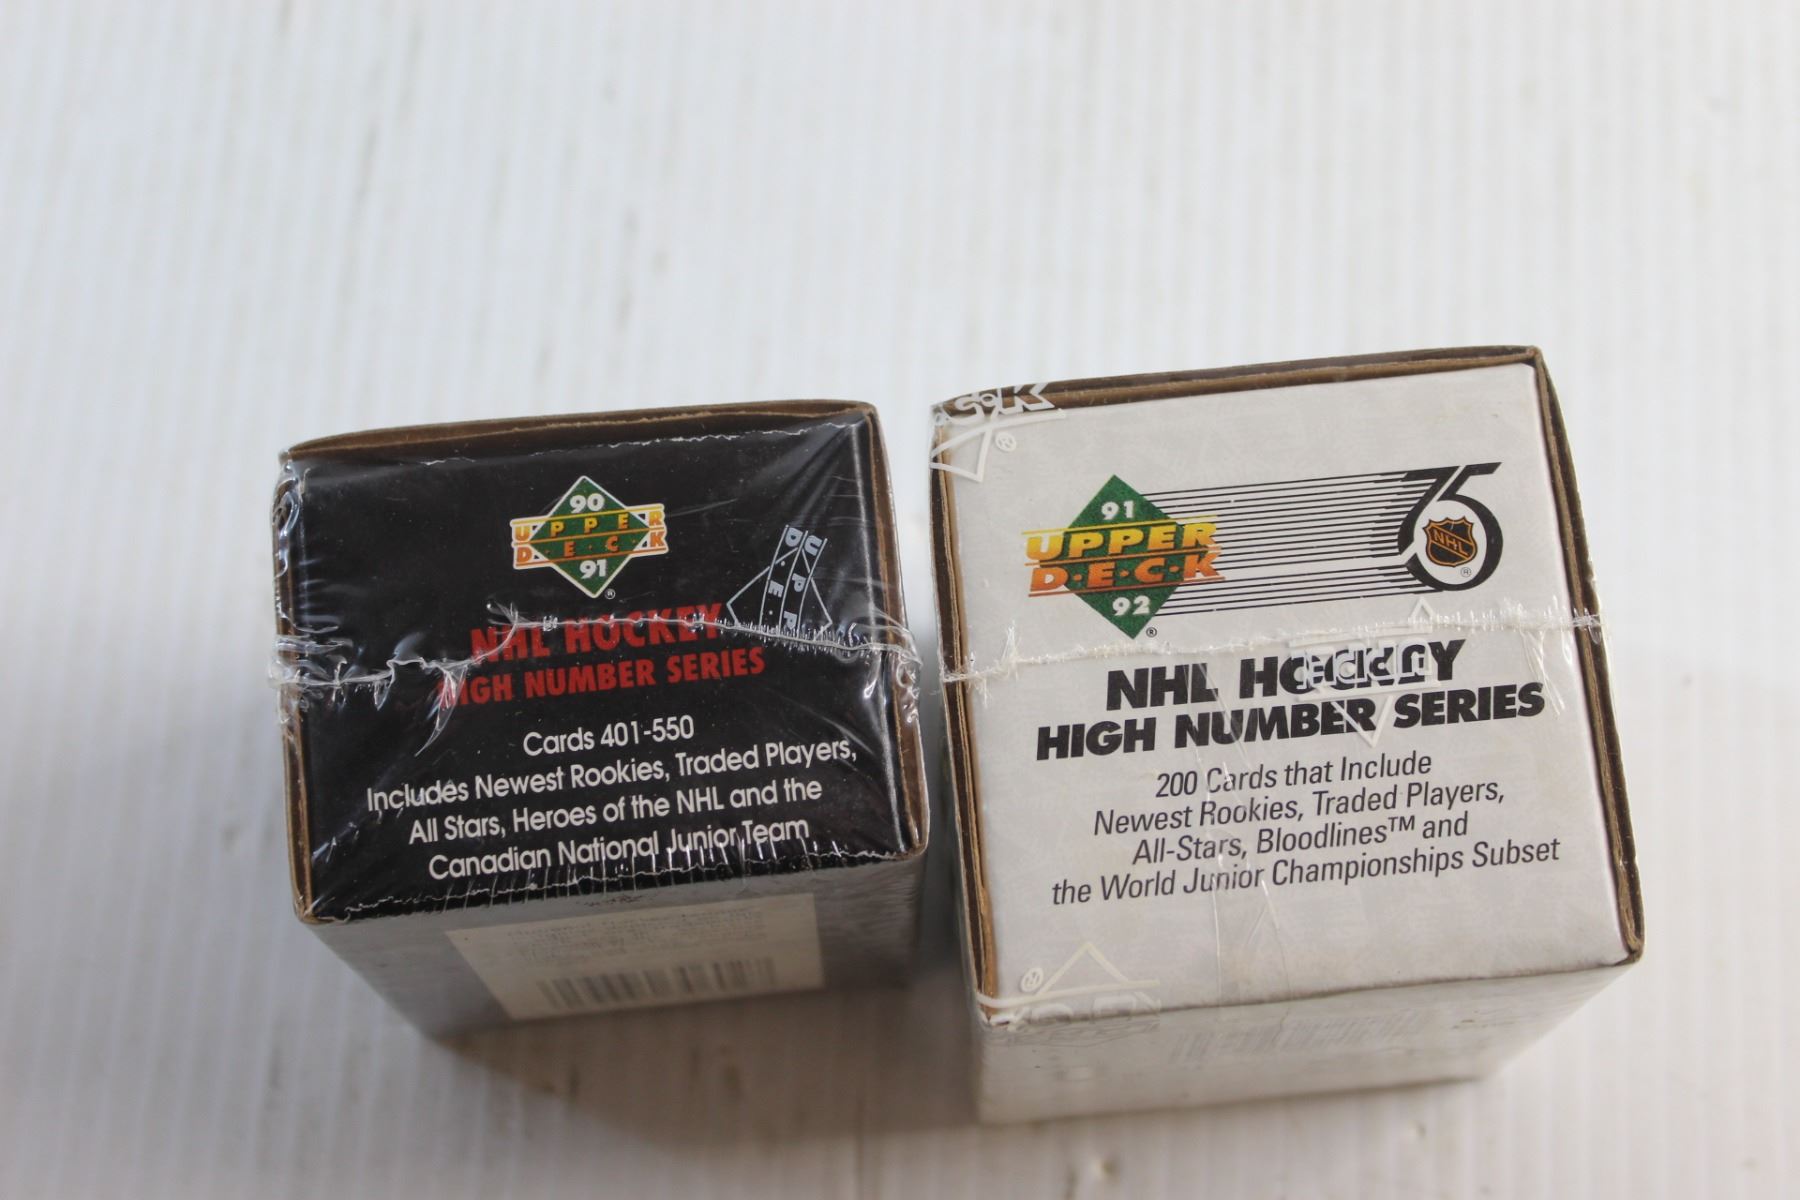 90
UPPER
D·E·C·K
91
®
NHL HOCKEY
HIGH NUMBER SERIES
Cards 401-550
Includes Newest Rookies, Traded Players,
All Stars, Heroes of the NHL and the
Canadian National Junior Team
91
UPPER
D·E·C·K
92
®
75
NHL
®
NHL HOCKEY
HIGH NUMBER SERIES
200 Cards that Include
Newest Rookies, Traded Players,
All-Stars, Bloodlines™ and
the World Junior Championships Subset